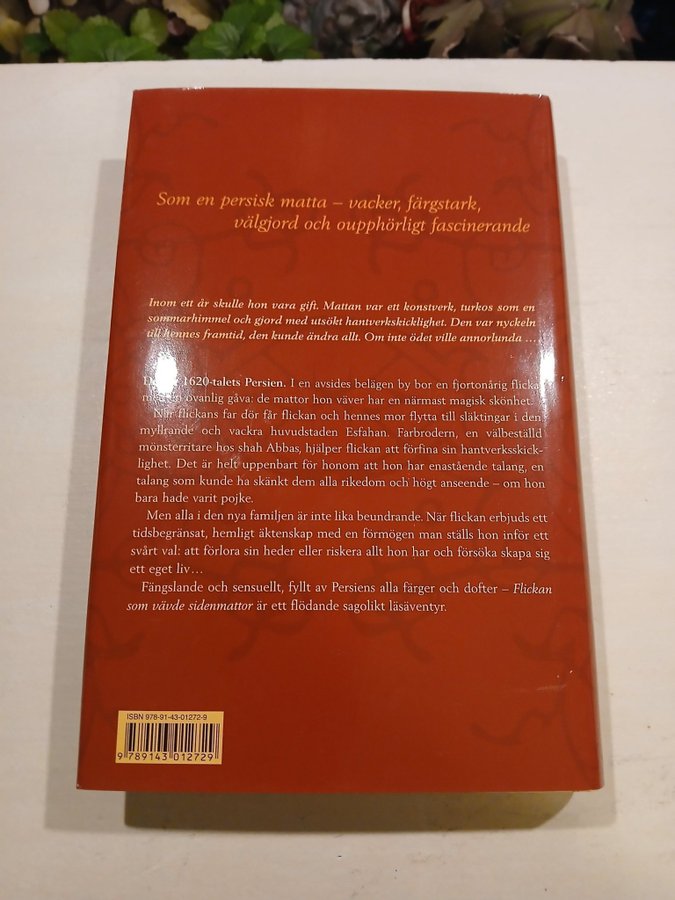 Som en persisk matta – vacker, färgstark,
välgjord och oupphörligt fascinerande
Inom ett år skulle hon vara gift. Mattan var ett konstverk, turkos som en
sommarhimmel och gjord med utsökt hantverkskicklighet. Den var nyckeln
till hennes framtid, den kunde ändra allt. Om inte ödet ville annorlunda …
1620-talets Persien. I en avsides belägen by bor en fjortonårig flicka
ovanlig gåva: de mattor hon väver har en närmast magisk skönhet.
När flickans far dör får flickan och hennes mor flytta till släktingar i den
myllrande och vackra huvudstaden Esfahan. Farbrodern, en välbeställd
mönsterritare hos shah Abbas, hjälper flickan att förfina sin hantverksskick-
lighet. Det är helt uppenbart för honom att hon har enastående talang, en
talang som kunde ha skänkt dem alla rikedom och högt anseende – om hon
bara hade varit pojke.
Men alla i den nya familjen är inte lika beundrande. När flickan erbjuds ett
tidsbegränsat, hemligt äktenskap med en förmögen man ställs hon inför ett
svårt val: att förlora sin heder eller riskera allt hon har och försöka skapa sig
ett eget liv…
Fängslande och sensuellt, fyllt av Persiens alla färger och dofter – Flickan
som vävde sidenmattor är ett flödande sagolikt läsäventyr.
ISBN 978-91-43-01272-9
9 789143 012729